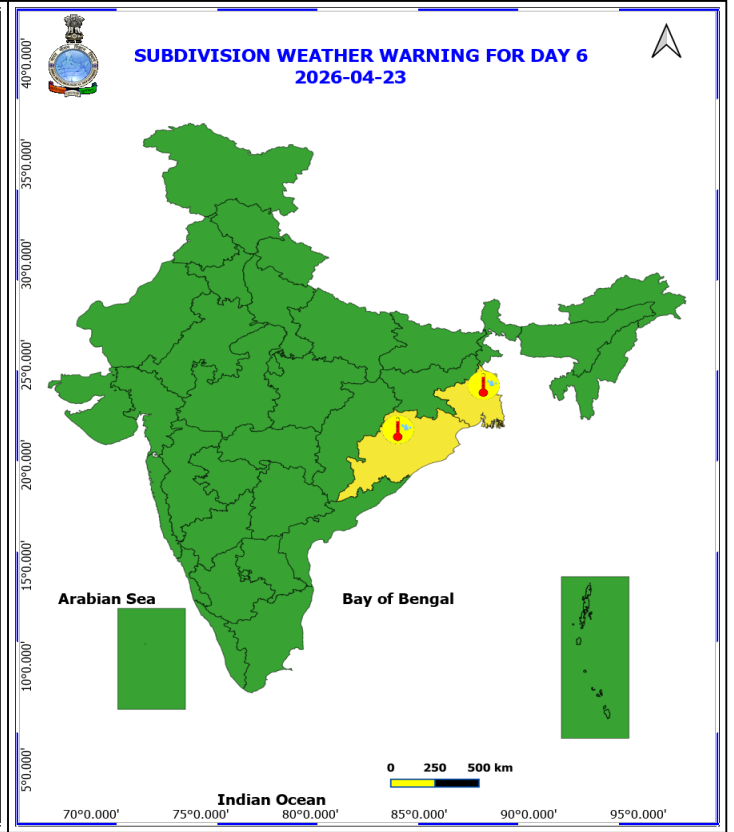 SUBDIVISION WEATHER WARNING FOR DAY 6
2026-04-23
40°0.000'
35°0.000'
30°0.000'
25°0.000'
20°0.000'
15°0.000'
10°0.000'
5°0.000'
Arabian Sea
Bay of Bengal
0 250 500 km
Indian Ocean
70°0.000' 75°0.000' 80°0.000' 85°0.000' 90°0.000' 95°0.000'